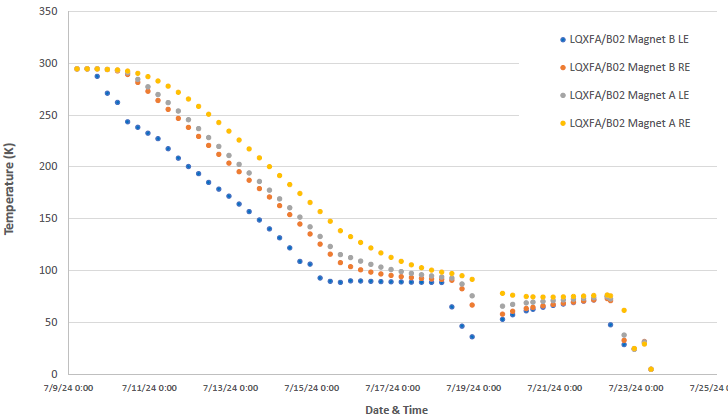 350
300
250
200
150
100
50
0
Temperature (K)
LQXFA/B02 Magnet B LE
LQXFA/B02 Magnet B RE
LQXFA/B02 Magnet A LE
LQXFA/B02 Magnet A RE
7/9/24 0:00 7/11/24 0:00 7/13/24 0:00 7/15/24 0:00 7/17/24 0:00 7/19/24 0:00 7/21/24 0:00 7/23/24 0:00 7/25/24 0:00
Date & Time